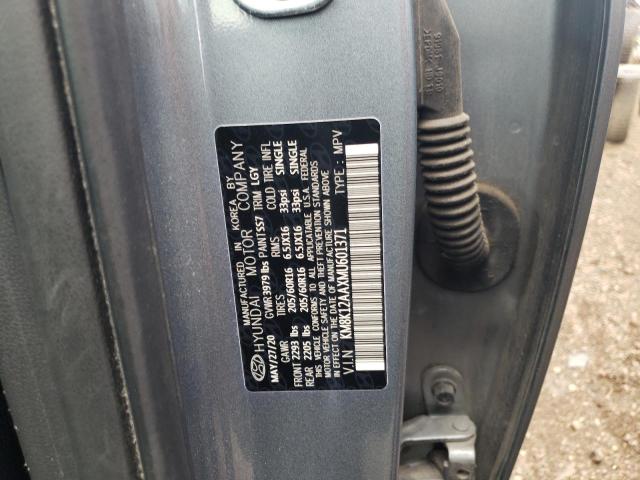 MANUFACTURED IN KOREA BY
HYUNDAI MOTOR COMPANY
MAY/27/20 GVWR 3979 lbs PAINT SS7 TRIM LGY
GAWR TIRES RIMS COLD TIRE INFL
FRONT 2293 lbs 205/60R16 6.5JX16 33psi SINGLE
REAR 2205 lbs 205/60R16 6.5JX16 33psi SINGLE
THIS VEHICLE CONFORMS TO ALL APPLICABLE U.S.A. FEDERAL
MOTOR VEHICLE SAFETY AND THEFT PREVENTION STANDARDS
IN EFFECT ON THE DATE OF MANUFACTURE SHOWN ABOVE
V.I.N KM8K12AAXMU601371 TYPE : MPV